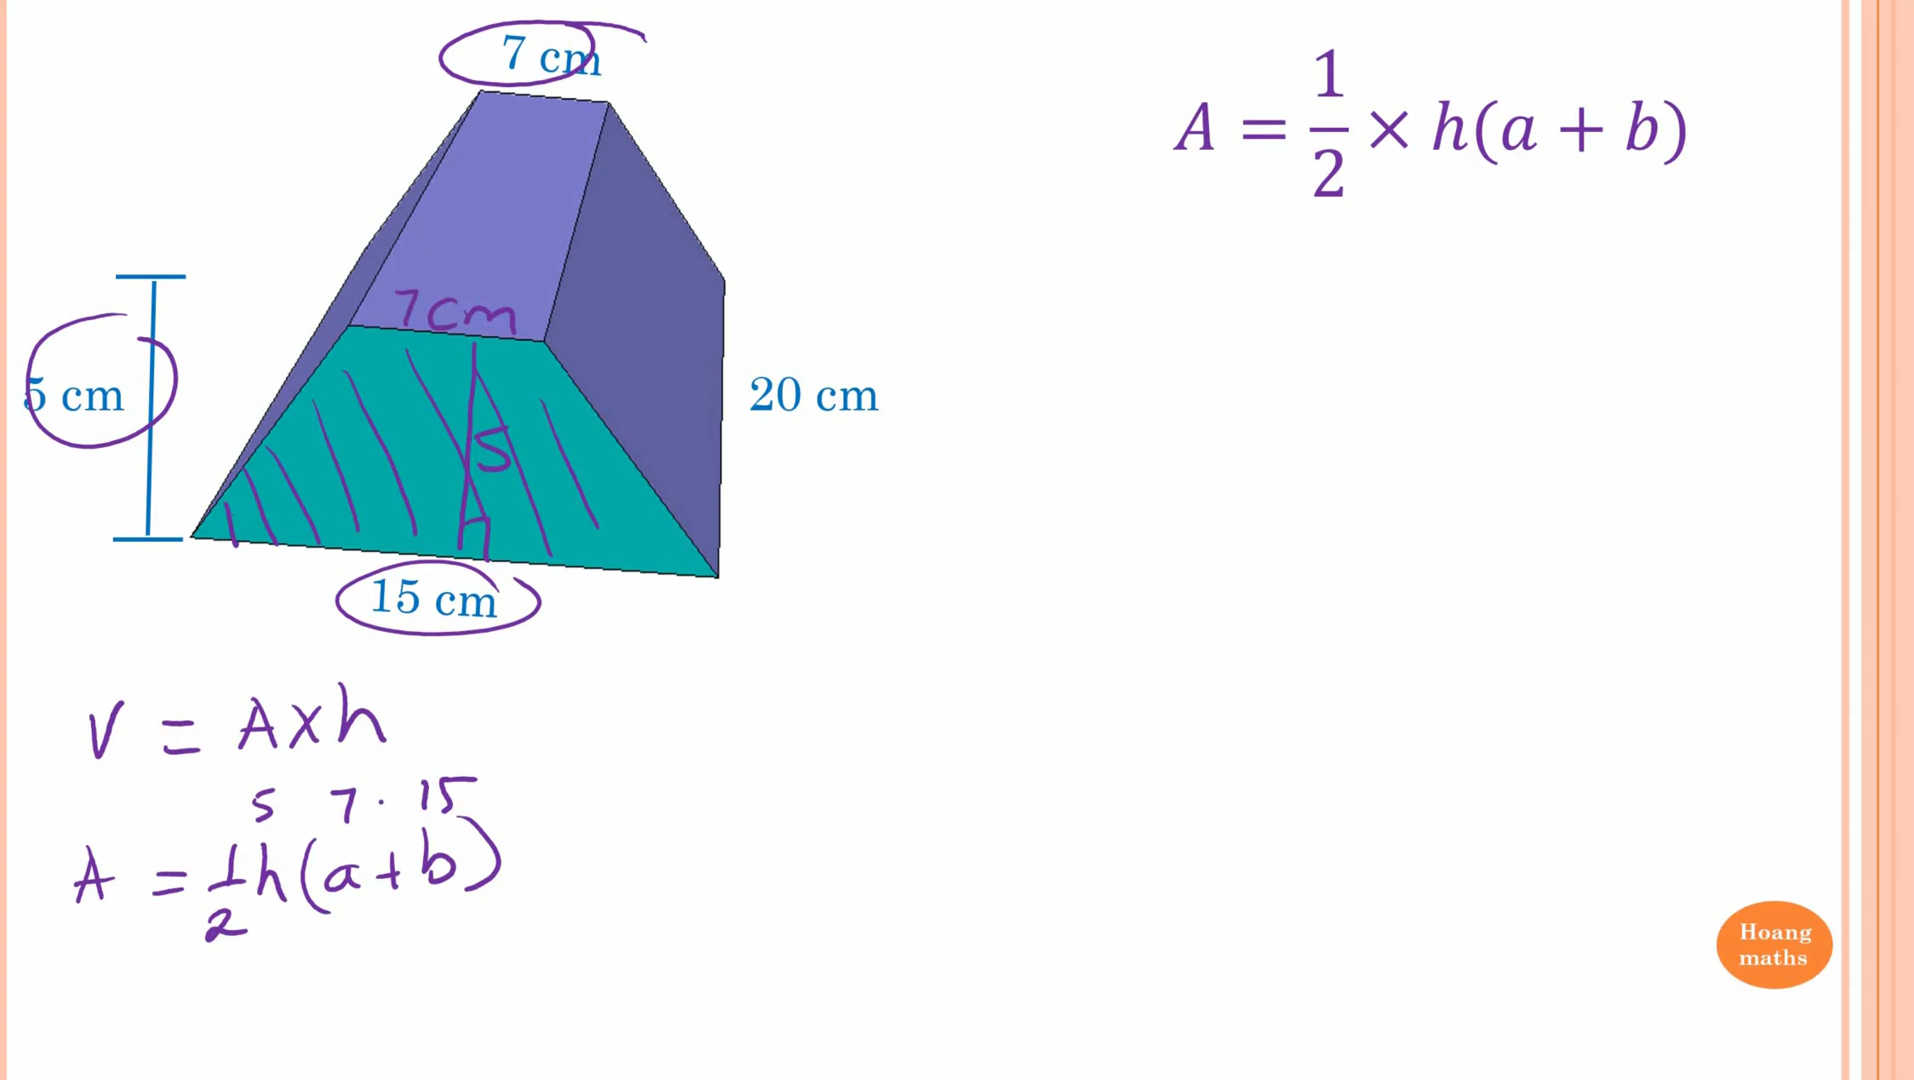 7 cm
A = 1/2 × h(a + b)
7cm
5 cm
5
20 cm
15 cm
V = A×h
5 7 · 15
A = 1/2 h(a+b)
Hoang
maths